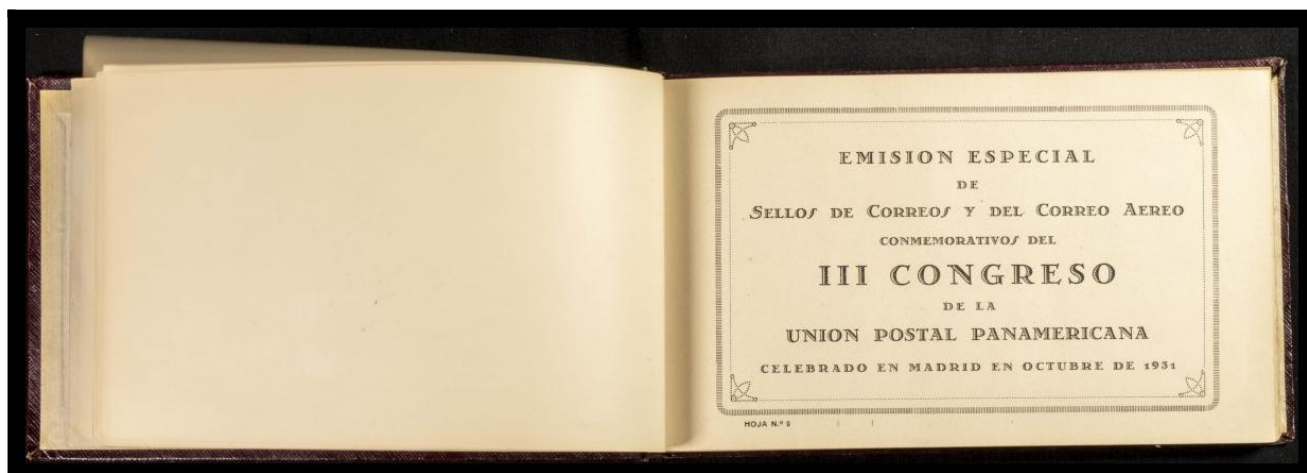 EMISION ESPECIAL
DE
SELLOS DE CORREOS Y DEL CORREO AEREO
CONMEMORATIVOS DEL
III CONGRESO
DE LA
UNION POSTAL PANAMERICANA
CELEBRADO EN MADRID EN OCTUBRE DE 1931
HOJA N.º 2